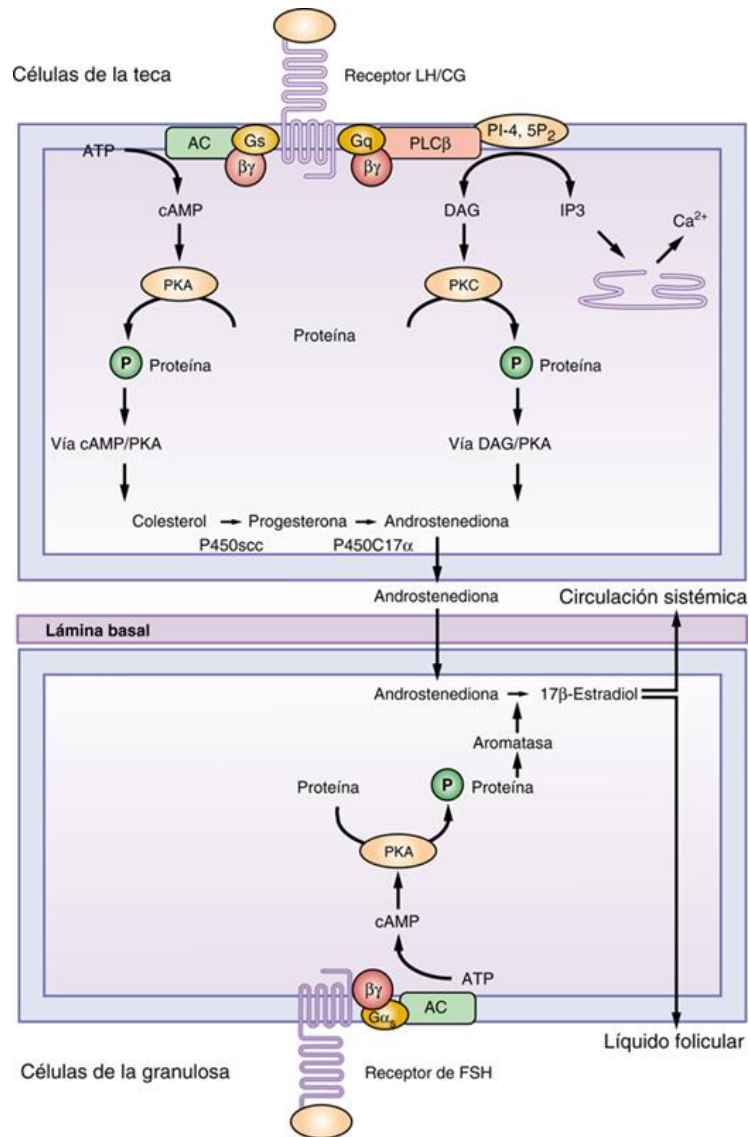 Células de la teca
Receptor LH/CG
ATP
AC
Gs
βγ
Gq
βγ
PLCβ
PI-4, 5P2
cAMP
DAG
IP3
Ca2+
PKA
Proteína
PKC
P Proteína
P Proteína
Vía cAMP/PKA
Vía DAG/PKA
Colesterol Progesterona Androstenediona
P450scc P450C17α
Androstenediona
Circulación sistémica
Lámina basal
Androstenediona 17β-Estradiol
Aromatasa
Proteína
P Proteína
PKA
cAMP
ATP
βγ
Gαs
AC
Líquido folicular
Células de la granulosa
Receptor de FSH